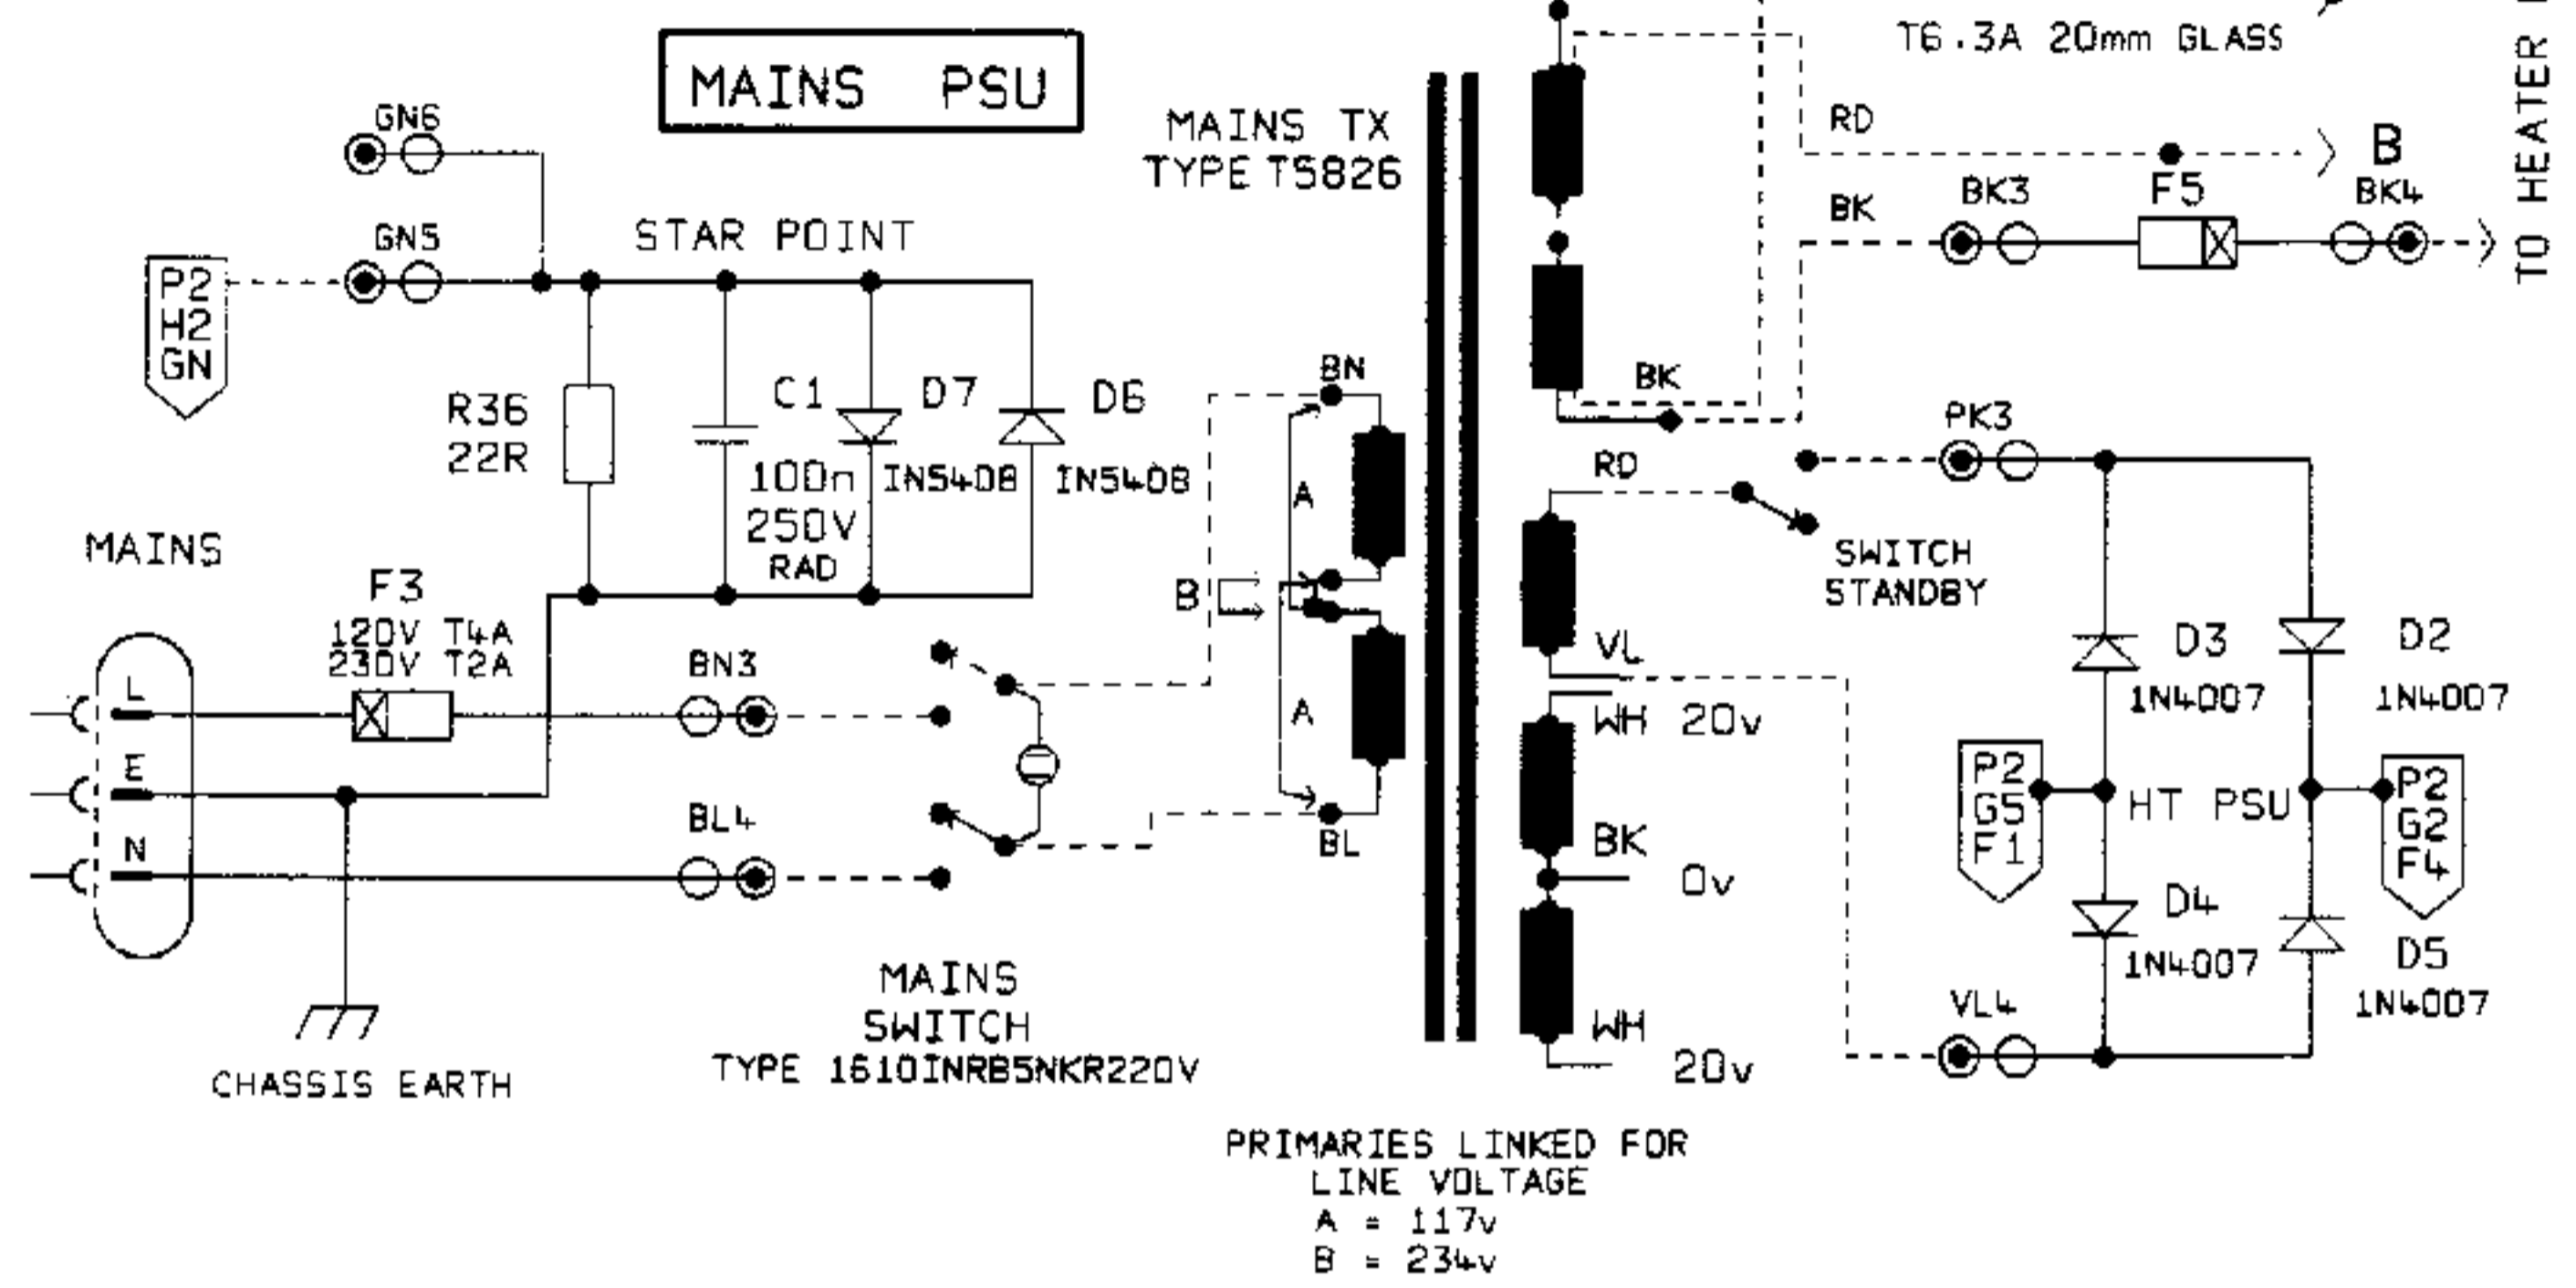 T6.3A 20mm GLASS
MAINS PSU
MAINS TX
TYPE T5826
GN6
RD
B
F5
BK
BK3
BK4
TO HEATER
GN5
STAR POINT
P2
H2
GN
R36
22R
C1
100n
250V
RAD
D7
IN5408
D6
IN5408
BN
A
B
A
BL
BK
RD
PK3
SWITCH
STANDBY
VL
WH 20v
BK
0v
WH
20v
D3
1N4007
D2
1N4007
P2
G5
F1
HT PSU
P2
G2
F4
D4
1N4007
D5
1N4007
VL4
MAINS
F3
120V T4A
230V T2A
L
E
N
BN3
BL4
CHASSIS EARTH
MAINS
SWITCH
TYPE 1610INRB5NKR220V
PRIMARIES LINKED FOR
LINE VOLTAGE
A = 117v
B = 234v